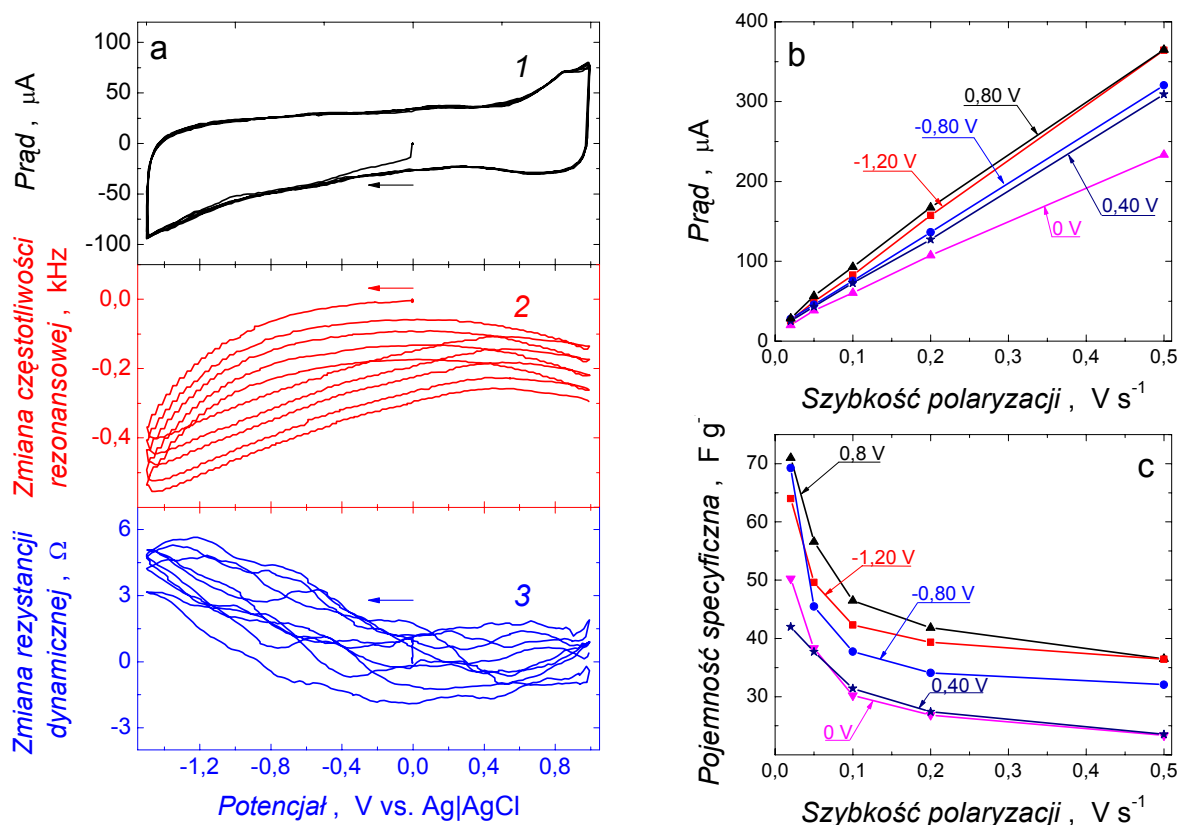 a
1
Prąd , μA
100
50
0
-50
-100
2
Zmiana częstotliwości
rezonansowej , kHz
0,0
-0,2
-0,4
3
Zmiana rezystancji
dynamicznej , Ω
6
3
0
-3
-1,2 -0,8 -0,4 0,0 0,4 0,8
Potencjał , V vs. Ag|AgCl
b
Prąd , μA
400
300
200
100
0
0,80 V
-0,80 V
-1,20 V
0,40 V
0 V
0,0 0,1 0,2 0,3 0,4 0,5
Szybkość polaryzacji , V s-1
c
Pojemność specyficzna , F g-
70
60
50
40
30
0,8 V
-1,20 V
-0,80 V
0,40 V
0 V
0,0 0,1 0,2 0,3 0,4 0,5
Szybkość polaryzacji , V s-1